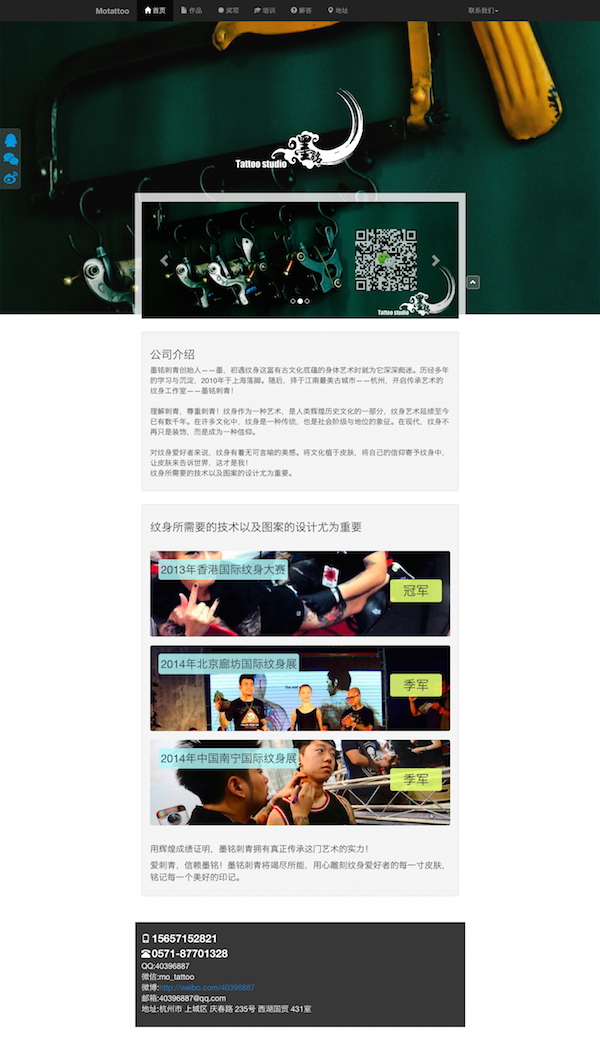 Motattoo 首页 作品 奖项 培训 解答 地址 联系我们
墨铭
Tattoo studio
Tattoo studio
公司介绍
墨铭刺青创始人——墨，初遇纹身这富有古文化底蕴的身体艺术时就为它深深痴迷。历经多年
的学习与沉淀，2010年于上海落脚。随后，择于江南最美古城市——杭州，开启传承艺术的
纹身工作室——墨铭刺青！
理解刺青，尊重刺青！纹身作为一种艺术，是人类辉煌历史文化的一部分，纹身艺术延续至今
已有数千年。在许多文化中，纹身是一种传统，也是社会阶级与地位的象征。在现代，纹身不
再只是装饰，而是成为一种信仰。
对纹身爱好者来说，纹身有着无可言喻的美感。将文化植于皮肤，将自己的信仰寄予纹身中，
让皮肤来告诉世界，这才是我！
纹身所需要的技术以及图案的设计尤为重要。
纹身所需要的技术以及图案的设计尤为重要
2013年香港国际纹身大赛
冠军
2014年北京廊坊国际纹身展
季军
2014年中国南宁国际纹身展
季军
用辉煌成绩证明，墨铭刺青拥有真正传承这门艺术的实力！
爱刺青，信赖墨铭！墨铭刺青将竭尽所能，用心雕刻纹身爱好者的每一寸皮肤，
铭记每一个美好的印记。
15657152821
0571-87701328
QQ:40396887
微信:mo_tattoo
微博:http://weibo.com/40396887
邮箱:40396887@qq.com
地址:杭州市 上城区 庆春路 235号 西湖国贸 431室